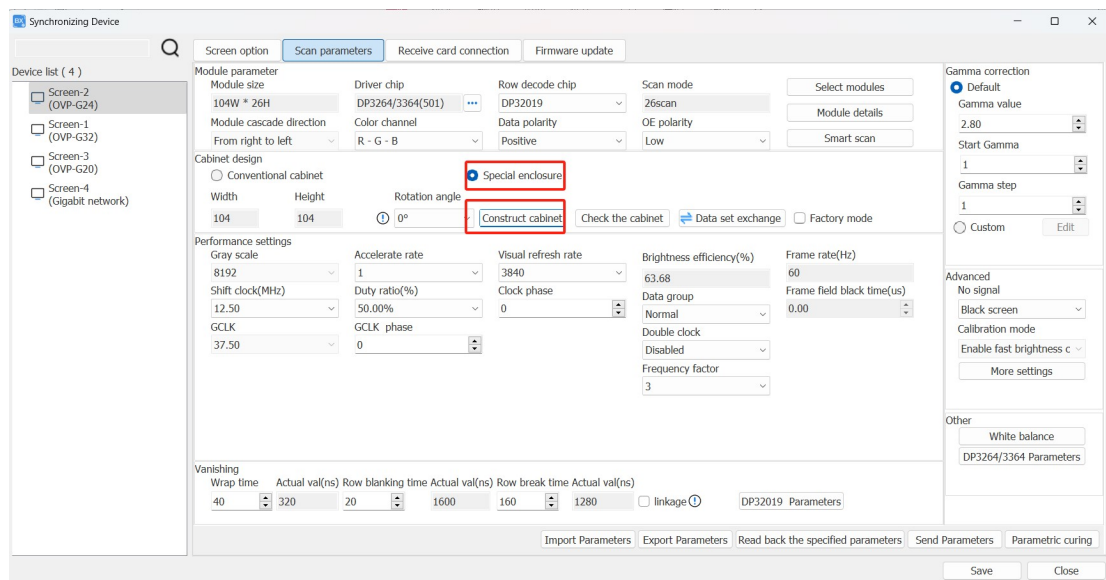 BX Synchronizing Device
Device list ( 4 )
Screen-2
(OVP-G24)
Screen-1
(OVP-G32)
Screen-3
(OVP-G20)
Screen-4
(Gigabit network)
Screen option Scan parameters Receive card connection Firmware update
Module parameter
Module size Driver chip Row decode chip Scan mode
104W * 26H DP3264/3364(501) ••• DP32019 26scan Select modules
Module cascade direction Color channel Data polarity OE polarity Module details
From right to left R - G - B Positive Low Smart scan
Cabinet design
Conventional cabinet Special enclosure
Width Height Rotation angle
104 104 0° Construct cabinet Check the cabinet Data set exchange Factory mode
Performance settings
Gray scale Accelerate rate Visual refresh rate Brightness efficiency(%) Frame rate(Hz)
8192 1 3840 63.68 60
Shift clock(MHz) Duty ratio(%) Clock phase Data group Frame field black time(us)
12.50 50.00% 0 Normal 0.00
GCLK GCLK phase Double clock
37.50 0 Disabled
Frequency factor
3
Vanishing
Wrap time Actual val(ns) Row blanking time Actual val(ns) Row break time Actual val(ns)
40 320 20 1600 160 1280 linkage DP32019 Parameters
Gamma correction
Default
Gamma value
2.80
Start Gamma
1
Gamma step
1
Custom Edit
Advanced
No signal
Black screen
Calibration mode
Enable fast brightness c
More settings
Other
White balance
DP3264/3364 Parameters
Import Parameters Export Parameters Read back the specified parameters Send Parameters Parametric curing
Save Close